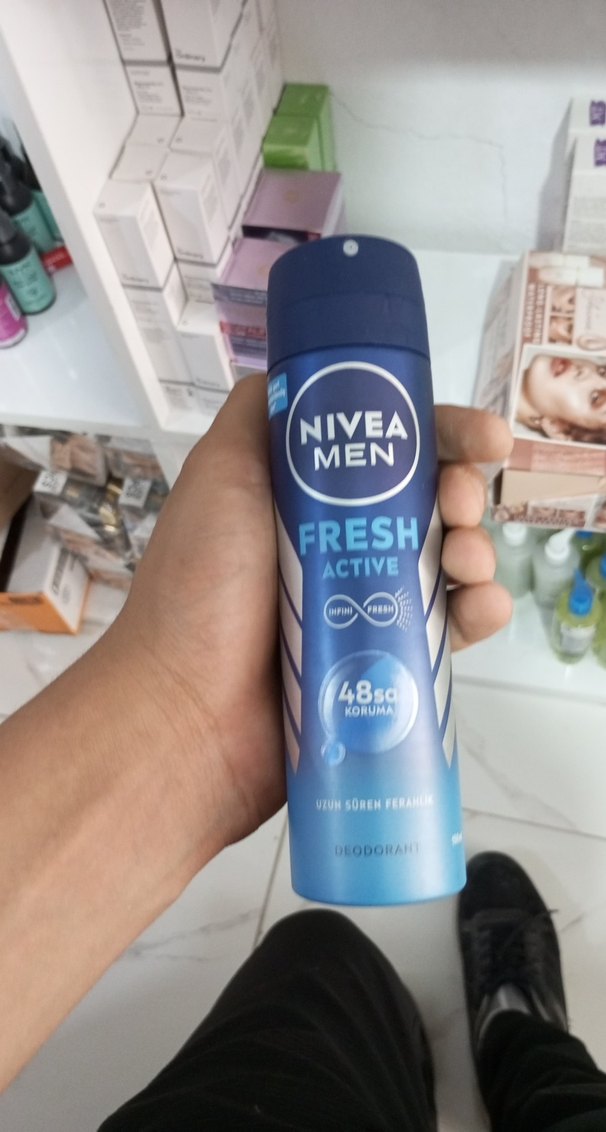 NIVEA
MEN
FRESH
ACTIVE
INFINI FRESH
48sa
KORUMA
UZUN SÜREN FERAHLIK
DEODORANT